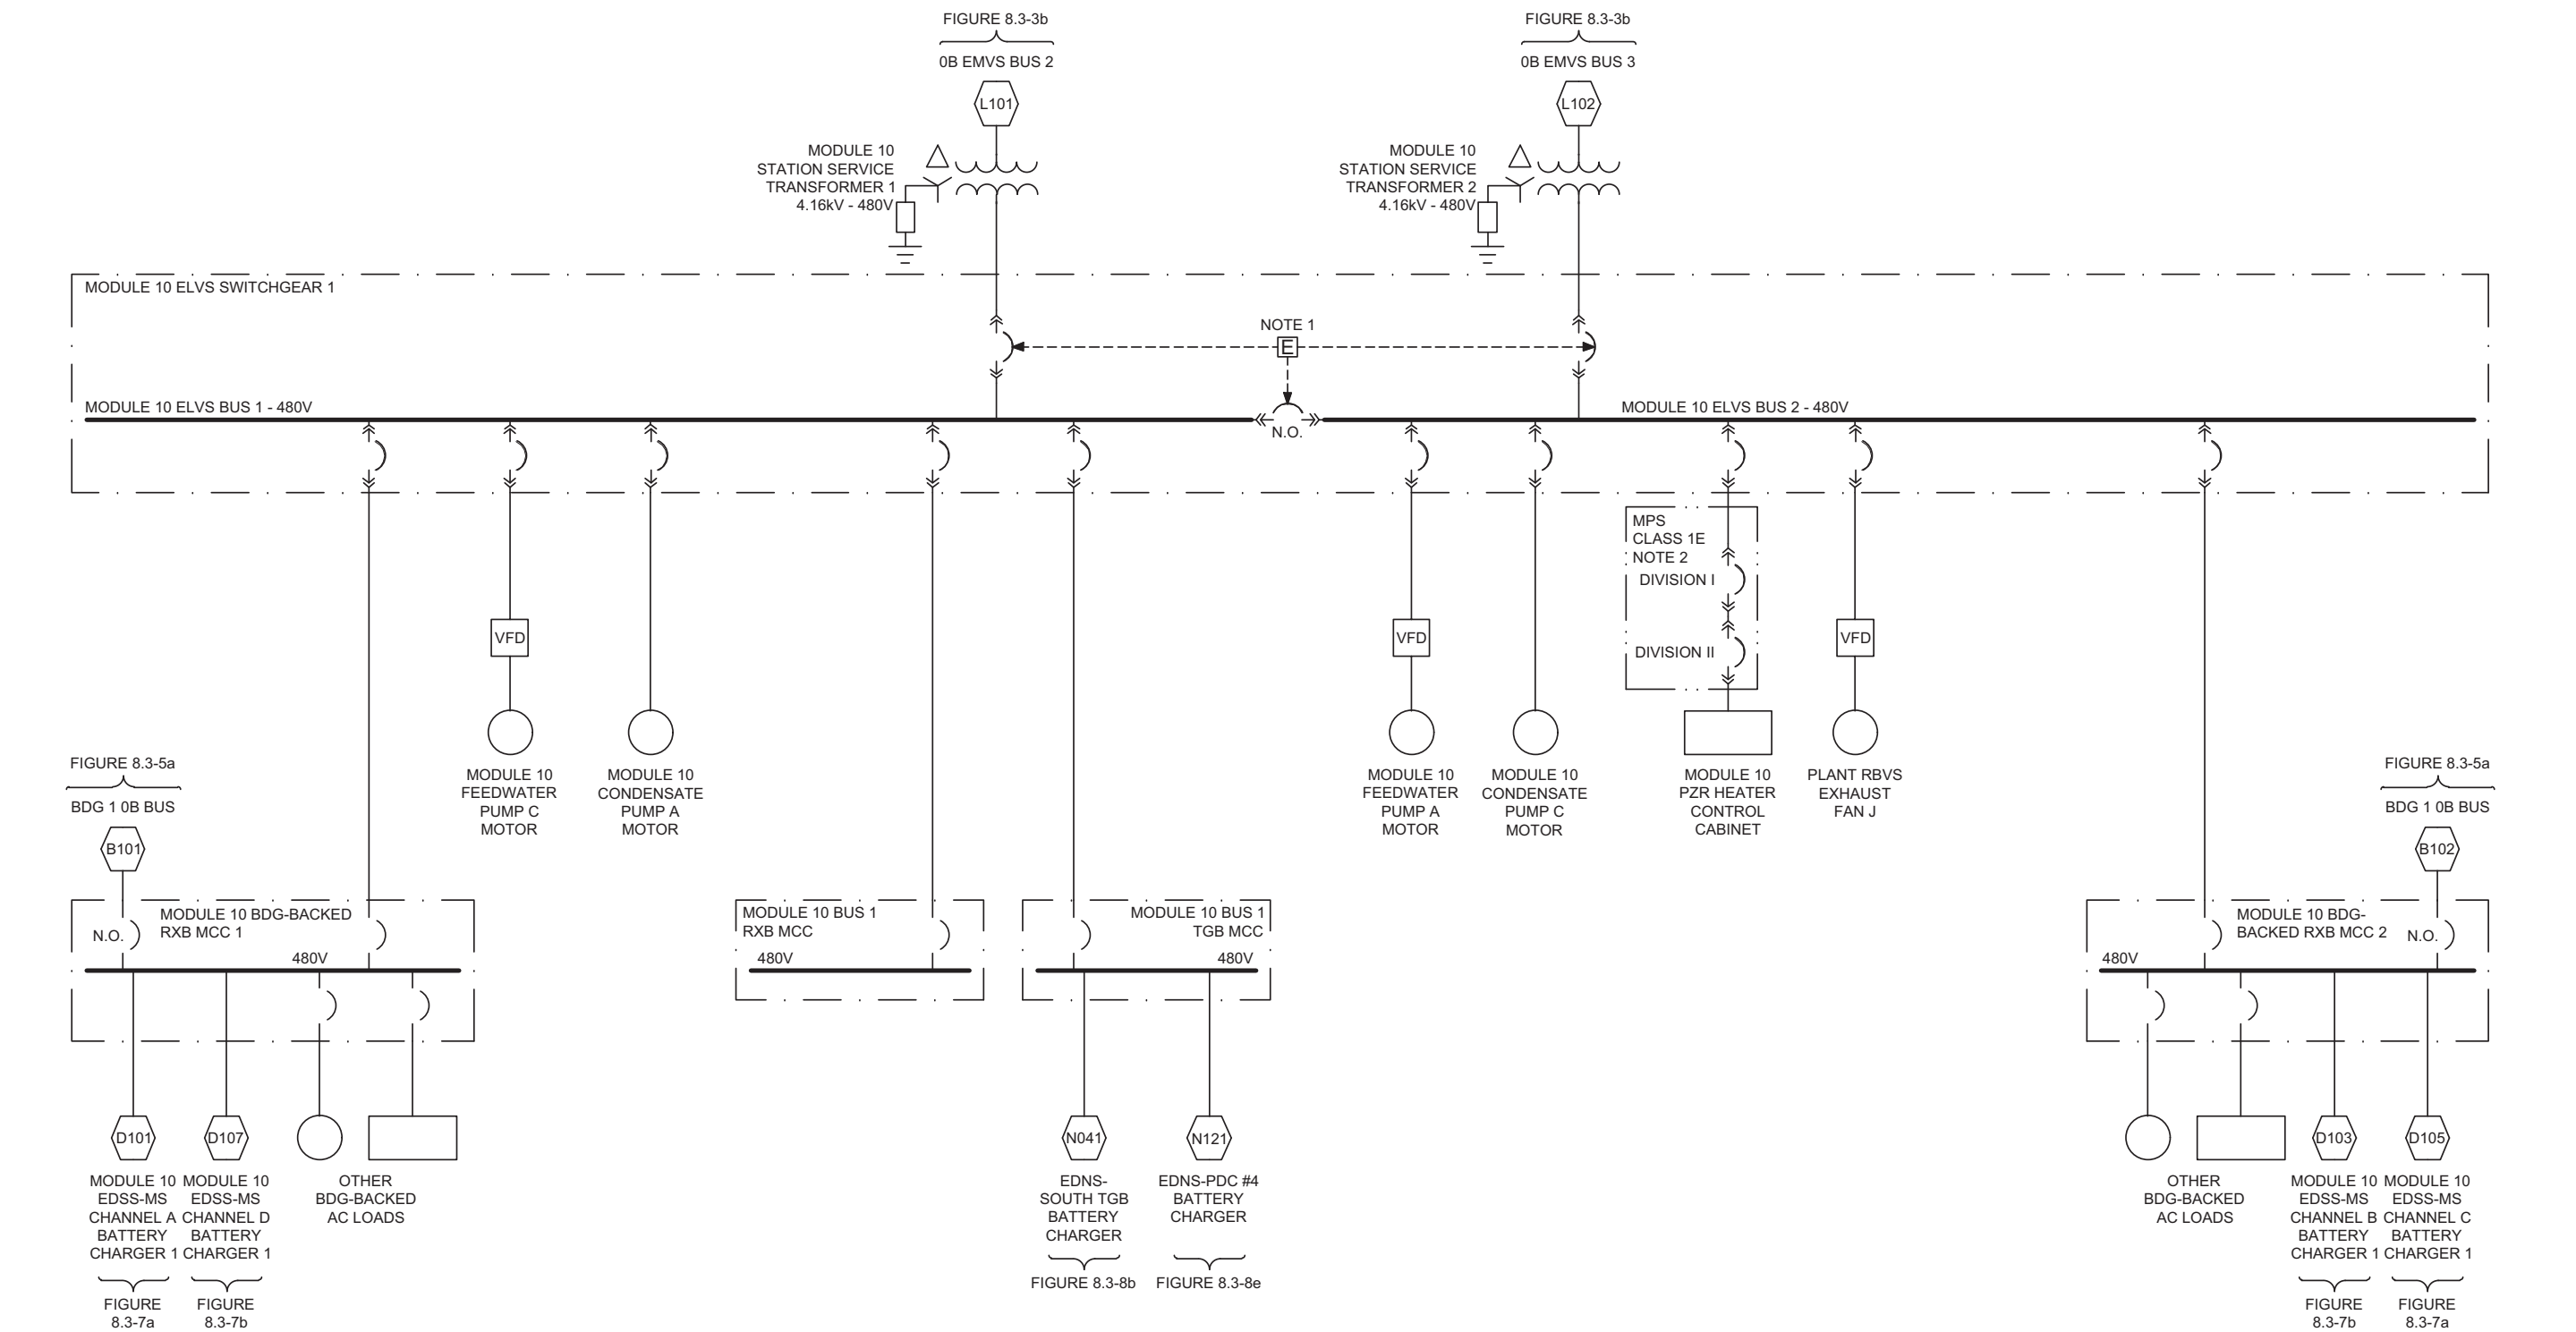 FIGURE 8.3-3b
0B EMVS BUS 2
L101
MODULE 10
STATION SERVICE
TRANSFORMER 1
4.16kV - 480V
FIGURE 8.3-3b
0B EMVS BUS 3
L102
MODULE 10
STATION SERVICE
TRANSFORMER 2
4.16kV - 480V
MODULE 10 ELVS SWITCHGEAR 1
NOTE 1
E
MODULE 10 ELVS BUS 1 - 480V
N.O.
MODULE 10 ELVS BUS 2 - 480V
VFD
MODULE 10
FEEDWATER
PUMP C
MOTOR
MODULE 10
CONDENSATE
PUMP A
MOTOR
VFD
MODULE 10
FEEDWATER
PUMP A
MOTOR
MODULE 10
CONDENSATE
PUMP C
MOTOR
MPS
CLASS 1E
NOTE 2
DIVISION I
DIVISION II
MODULE 10
PZR HEATER
CONTROL
CABINET
VFD
PLANT RBVS
EXHAUST
FAN J
FIGURE 8.3-5a
BDG 1 0B BUS
B101
N.O.
MODULE 10 BDG-BACKED
RXB MCC 1
480V
D101
MODULE 10
EDSS-MS
CHANNEL A
BATTERY
CHARGER 1
FIGURE
8.3-7a
D107
MODULE 10
EDSS-MS
CHANNEL D
BATTERY
CHARGER 1
FIGURE
8.3-7b
OTHER
BDG-BACKED
AC LOADS
MODULE 10 BUS 1
RXB MCC
480V
MODULE 10 BUS 1
TGB MCC
480V
N041
EDNS-
SOUTH TGB
BATTERY
CHARGER
FIGURE 8.3-8b
N121
EDNS-PDC #4
BATTERY
CHARGER
FIGURE 8.3-8e
FIGURE 8.3-5a
BDG 1 0B BUS
B102
MODULE 10 BDG-
BACKED RXB MCC 2
N.O.
480V
OTHER
BDG-BACKED
AC LOADS
D103
MODULE 10
EDSS-MS
CHANNEL B
BATTERY
CHARGER 1
FIGURE
8.3-7b
D105
MODULE 10
EDSS-MS
CHANNEL C
BATTERY
CHARGER 1
FIGURE
8.3-7a